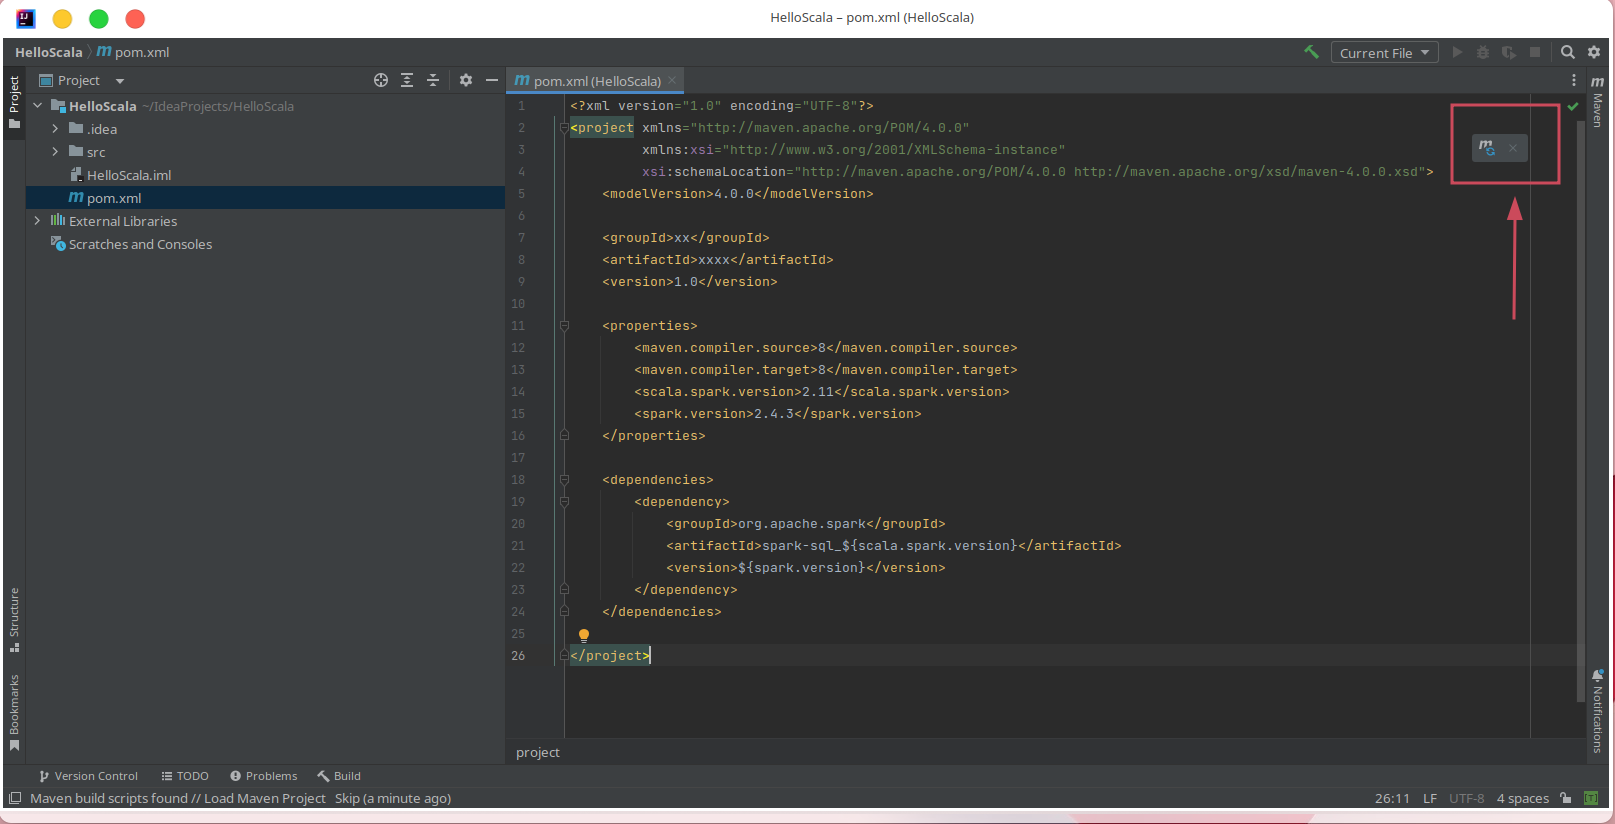 HelloScala – pom.xml (HelloScala)
HelloScala pom.xml
Current File
Project
Project
pom.xml (HelloScala)
Maven
HelloScala ~/IdeaProjects/HelloScala
.idea
src
HelloScala.iml
pom.xml
External Libraries
Scratches and Consoles
1 <?xml version="1.0" encoding="UTF-8"?>
2 <project xmlns="http://maven.apache.org/POM/4.0.0"
3 xmlns:xsi="http://www.w3.org/2001/XMLSchema-instance"
4 xsi:schemaLocation="http://maven.apache.org/POM/4.0.0 http://maven.apache.org/xsd/maven-4.0.0.xsd">
5 <modelVersion>4.0.0</modelVersion>
6
7 <groupId>xx</groupId>
8 <artifactId>xxxx</artifactId>
9 <version>1.0</version>
10
11 <properties>
12 <maven.compiler.source>8</maven.compiler.source>
13 <maven.compiler.target>8</maven.compiler.target>
14 <scala.spark.version>2.11</scala.spark.version>
15 <spark.version>2.4.3</spark.version>
16 </properties>
17
18 <dependencies>
19 <dependency>
20 <groupId>org.apache.spark</groupId>
21 <artifactId>spark-sql_${scala.spark.version}</artifactId>
22 <version>${spark.version}</version>
23 </dependency>
24 </dependencies>
25
26 </project>
Structure
Bookmarks
Notifications
project
Version Control TODO Problems Build
Maven build scripts found // Load Maven Project Skip (a minute ago)
26:11 LF UTF-8 4 spaces